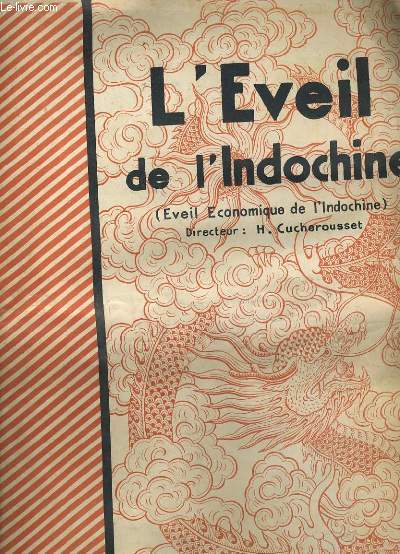 Le-livre.com
L'Eveil
de l'Indochine
(Eveil Economique de l'Indochine)
Directeur : H. Cucherousset